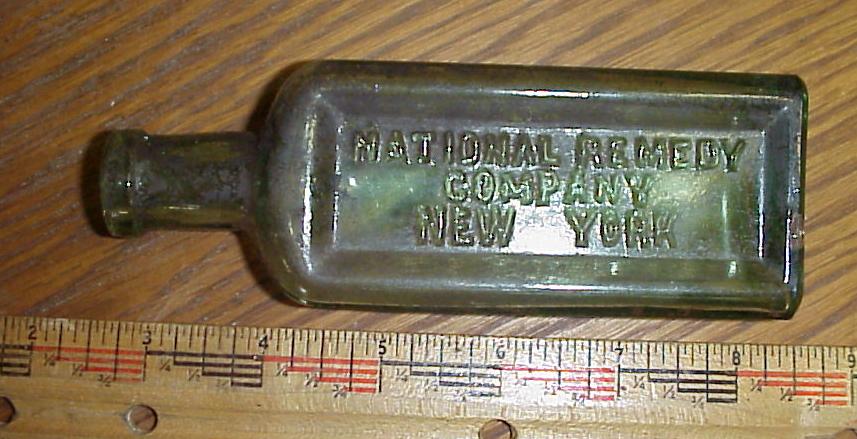 NATIONAL REMEDY
COMPANY
NEW YORK
2 3 4 5 6 7 8 9